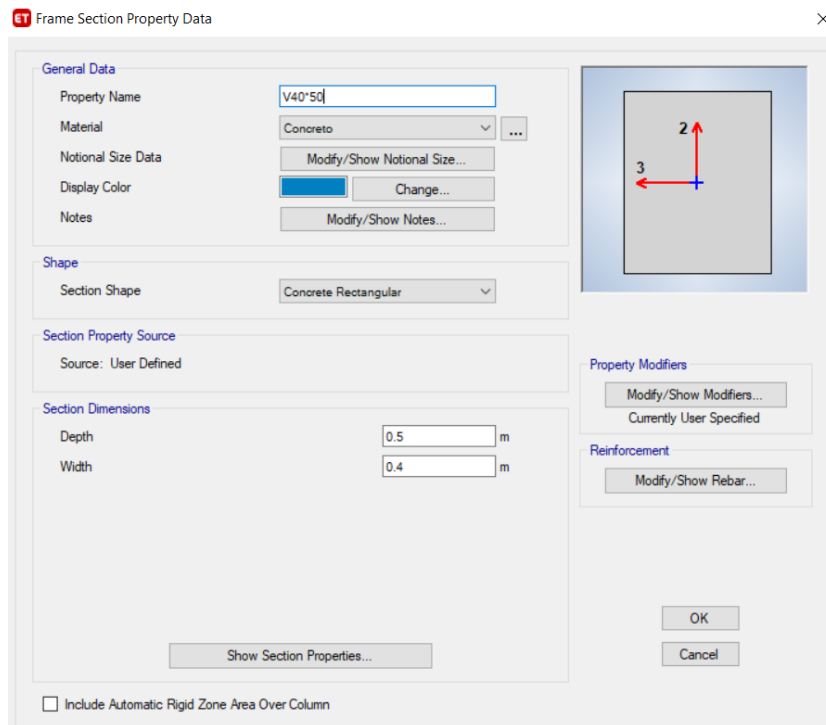 ET Frame Section Property Data
General Data
Property Name V40*50
Material Concreto ...
Notional Size Data Modify/Show Notional Size...
Display Color Change...
Notes Modify/Show Notes...
Shape
Section Shape Concrete Rectangular
Section Property Source
Source: User Defined
Section Dimensions
Depth 0.5 m
Width 0.4 m
Show Section Properties...
Include Automatic Rigid Zone Area Over Column
2
3
Property Modifiers
Modify/Show Modifiers...
Currently User Specified
Reinforcement
Modify/Show Rebar...
OK
Cancel